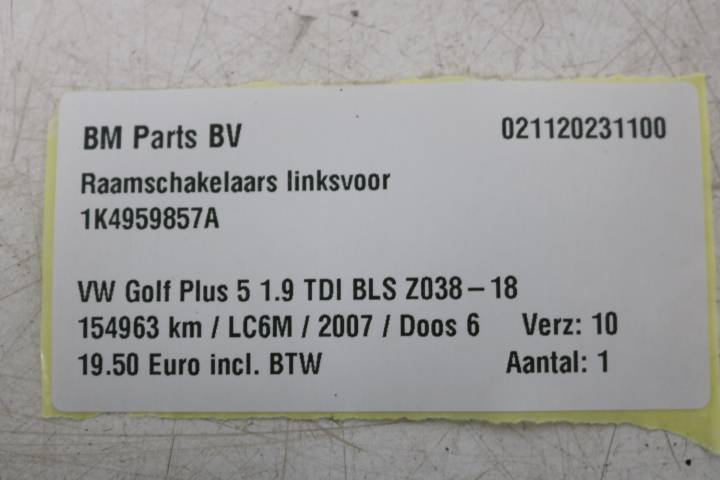 BM Parts BV 021120231100
Raamschakelaars linksvoor
1K4959857A
VW Golf Plus 5 1.9 TDI BLS Z038-18
154963 km / LC6M / 2007 / Doos 6 Verz: 10
19.50 Euro incl. BTW Aantal: 1